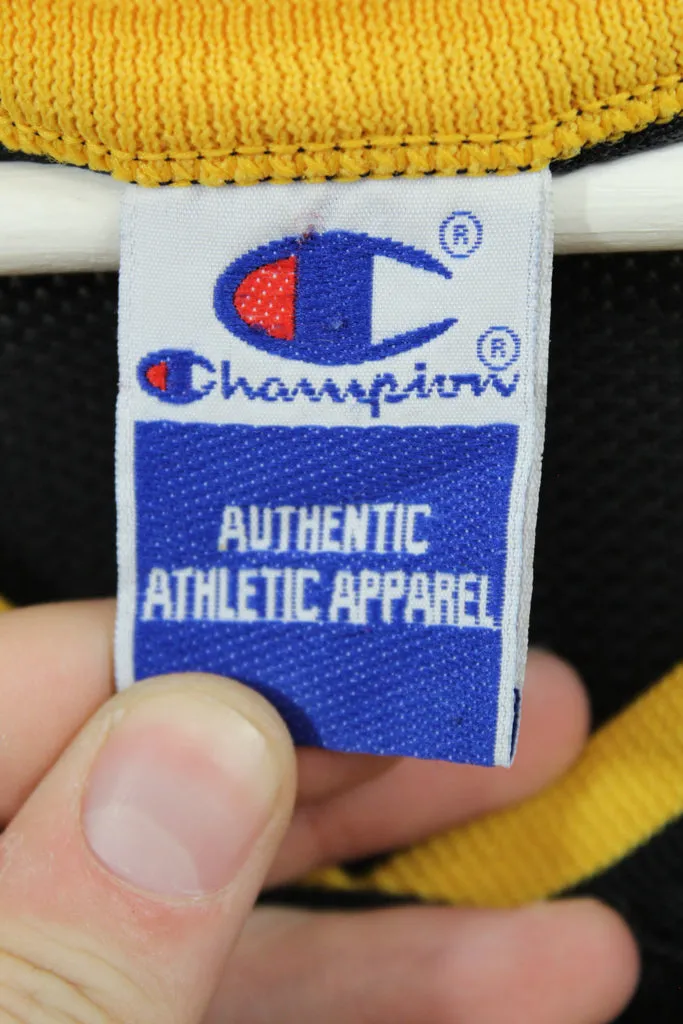 ®
®
Champion
AUTHENTIC
ATHLETIC APPAREL